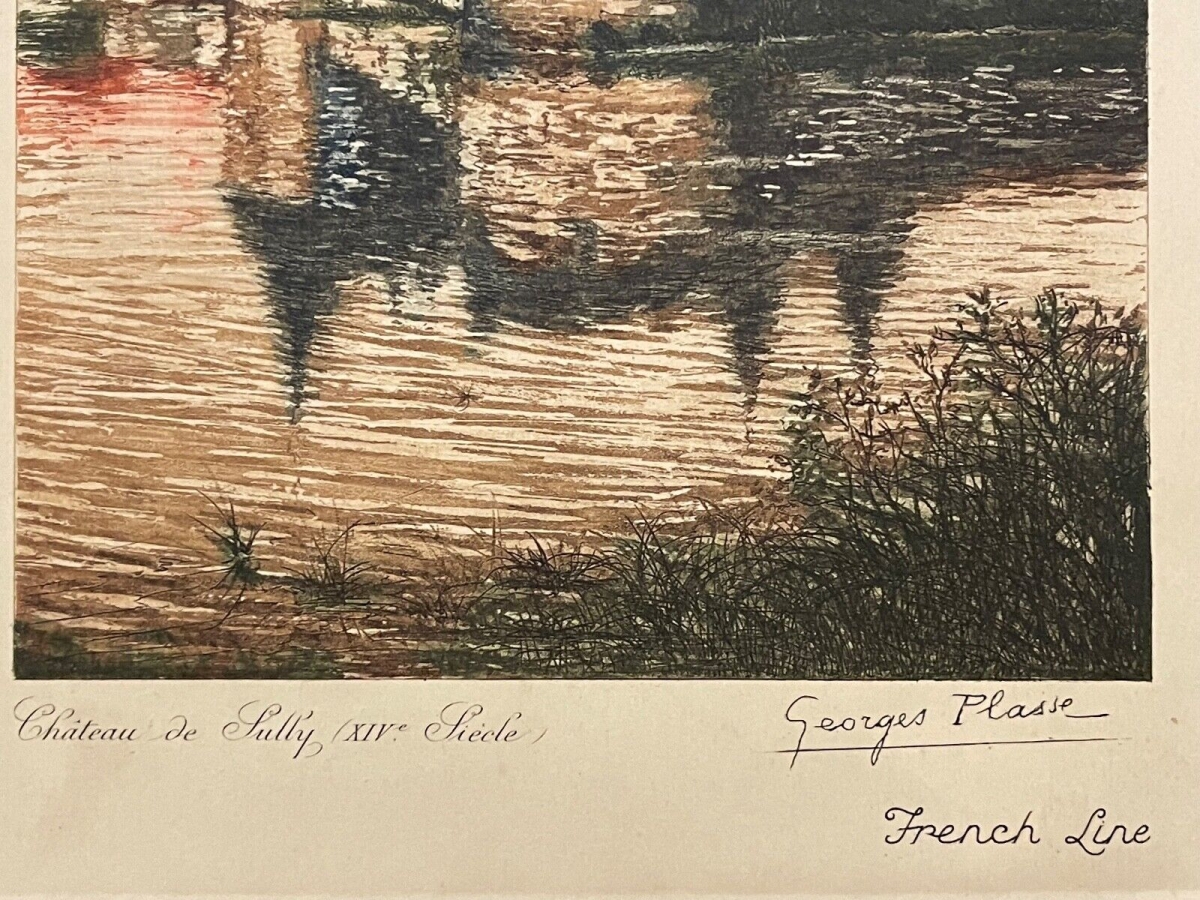 Château de Sully (XIVe Siècle)
Georges Plasse
French Line